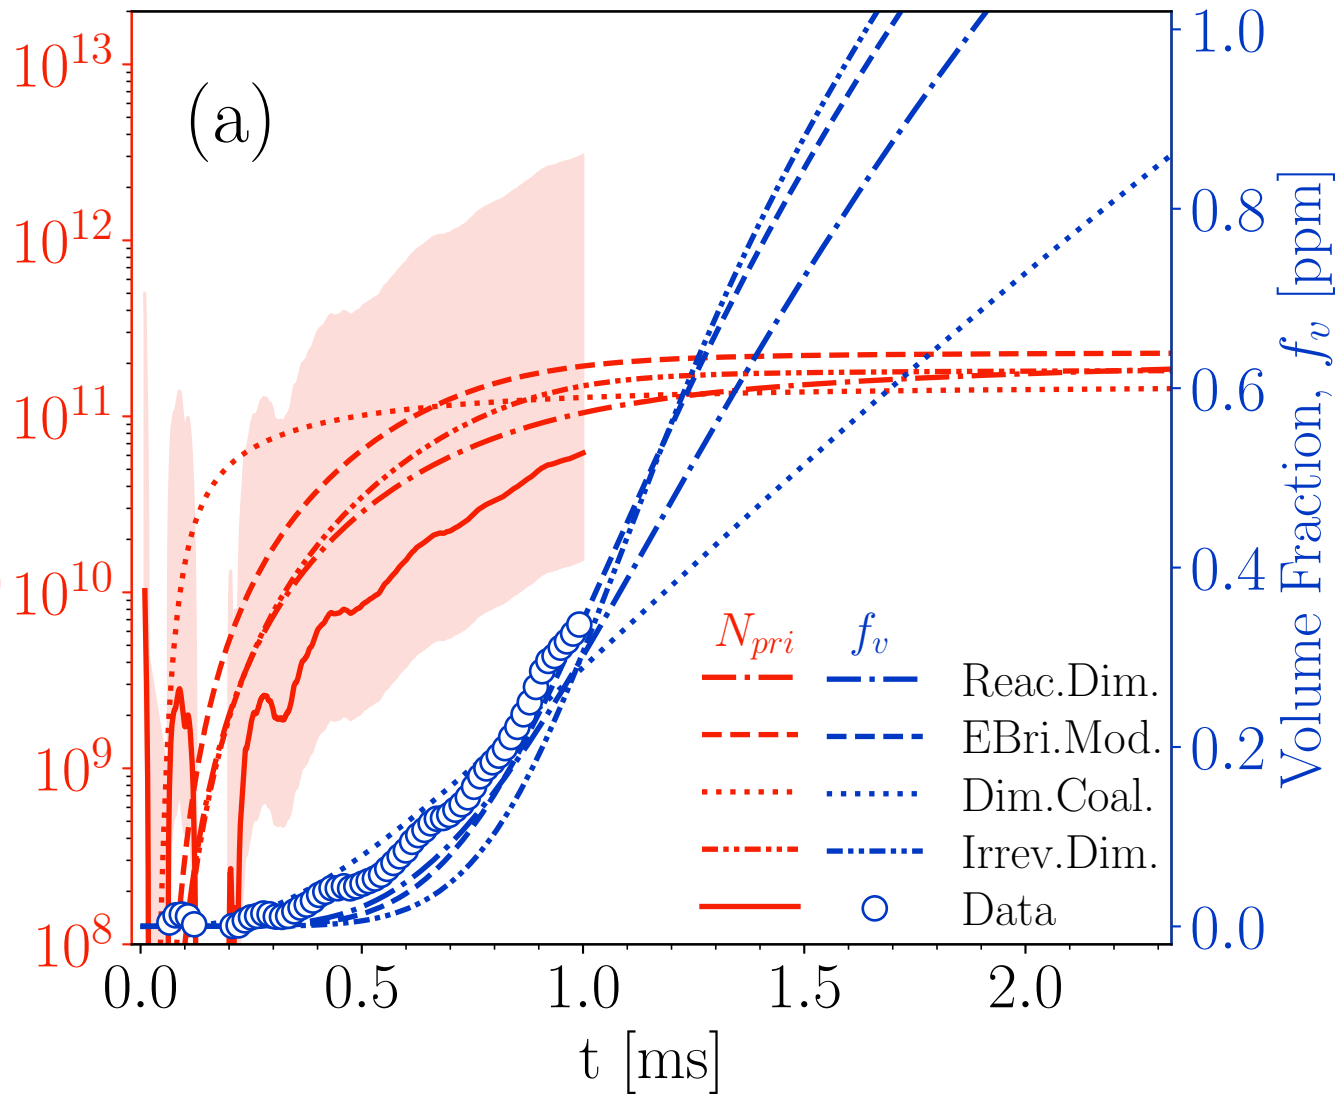 (a)
10^13
10^12
10^11
10^10
10^9
10^8
1.0
0.8
0.6
0.4
0.2
0.0
Volume Fraction, f_v [ppm]
N_pri f_v
Reac.Dim.
EBri.Mod.
Dim.Coal.
Irrev.Dim.
Data
0.0 0.5 1.0 1.5 2.0
t [ms]